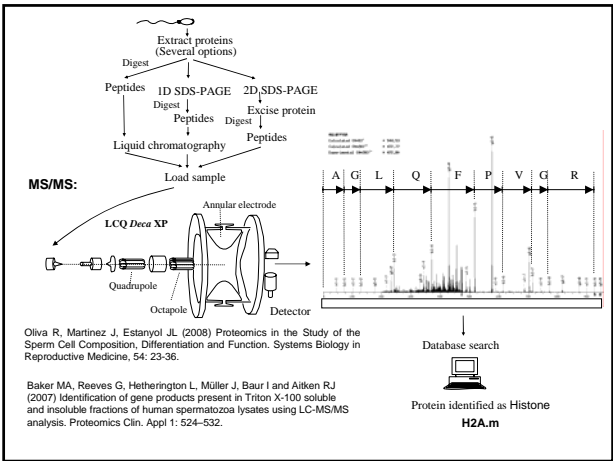 Extract proteins
(Several options)
Digest
Peptides
1D SDS-PAGE
2D SDS-PAGE
Digest
Excise protein
Peptides
Digest
Liquid chromatography
Peptides
Load sample
MS/MS:
LCQ Deca XP
Annular electrode
Quadrupole
Octapole
Detector
A G L Q F P V G R
Oliva R, Martinez J, Estanyol JL (2008) Proteomics in the Study of the
Sperm Cell Composition, Differentiation and Function. Systems Biology in
Reproductive Medicine, 54: 23-36.
Baker MA, Reeves G, Hetherington L, Müller J, Baur I and Aitken RJ
(2007) Identification of gene products present in Triton X-100 soluble
and insoluble fractions of human spermatozoa lysates using LC-MS/MS
analysis. Proteomics Clin. Appl 1: 524–532.
Database search
Protein identified as Histone
H2A.m